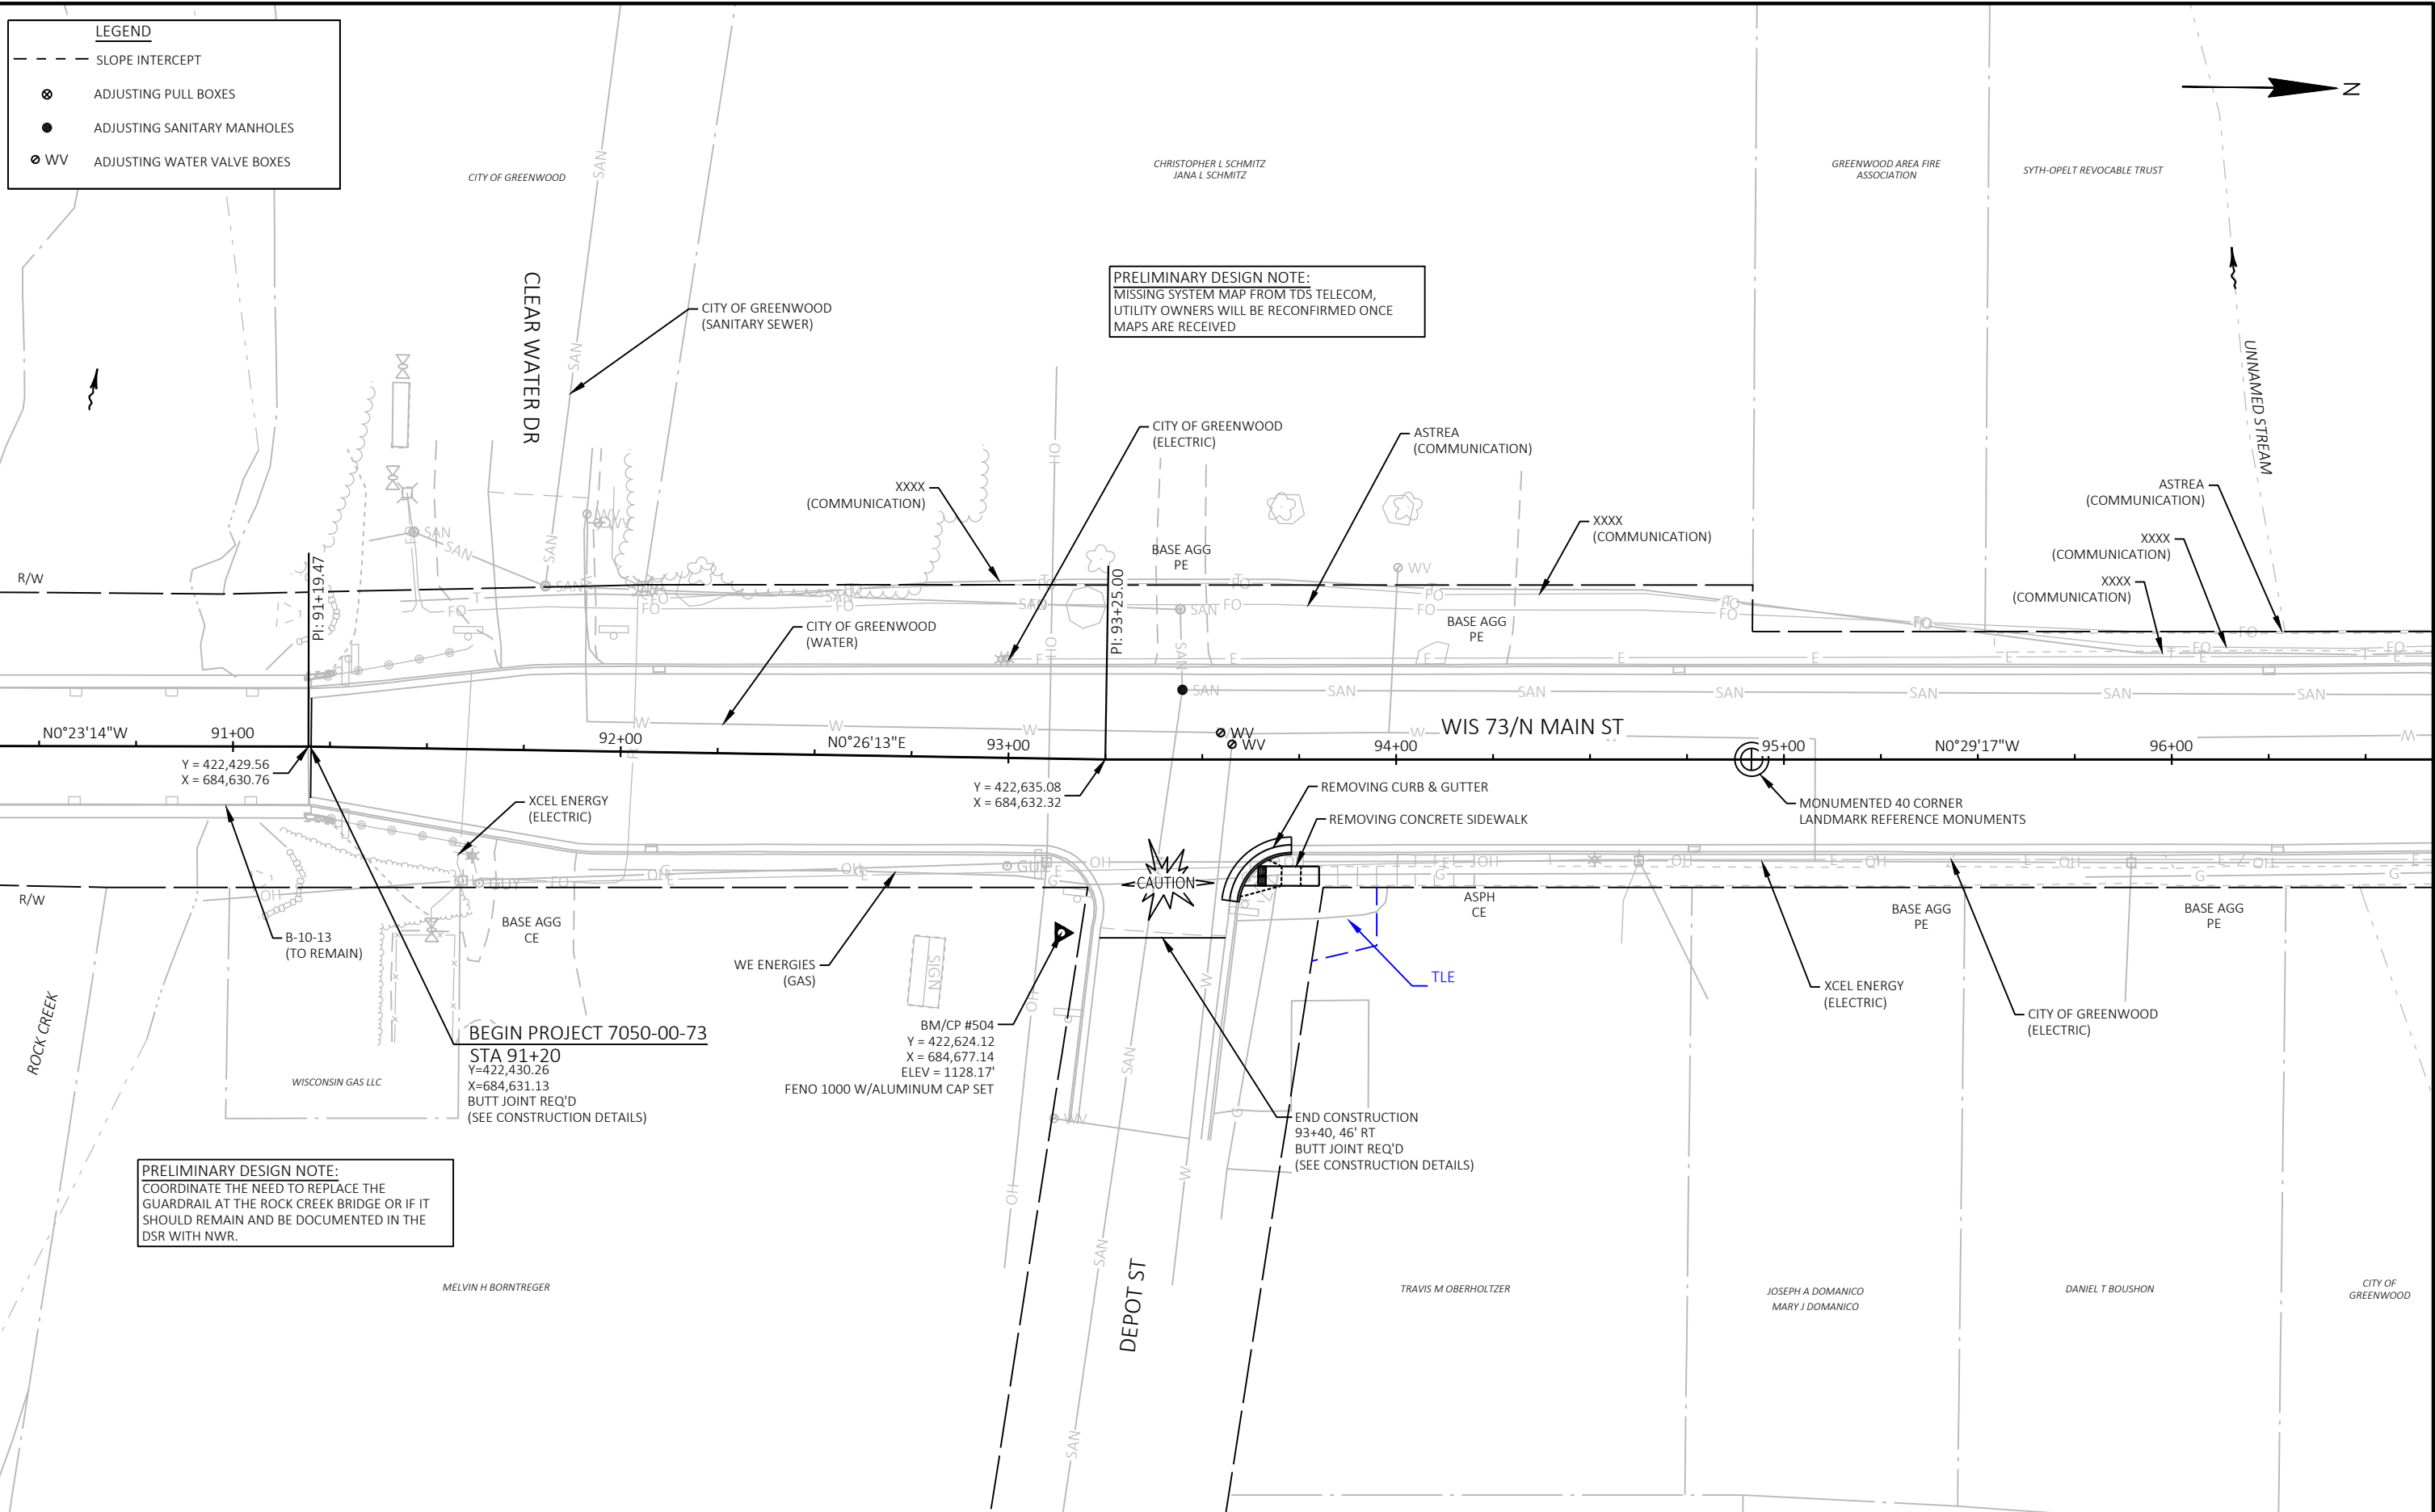 LEGEND
SLOPE INTERCEPT
ADJUSTING PULL BOXES
ADJUSTING SANITARY MANHOLES
WV ADJUSTING WATER VALVE BOXES
N
CITY OF GREENWOOD
CHRISTOPHER L SCHMITZ
JANA L SCHMITZ
GREENWOOD AREA FIRE
ASSOCIATION
SYTH-OPELT REVOCABLE TRUST
CLEAR WATER DR
CITY OF GREENWOOD
(SANITARY SEWER)
PRELIMINARY DESIGN NOTE:
MISSING SYSTEM MAP FROM TDS TELECOM,
UTILITY OWNERS WILL BE RECONFIRMED ONCE
MAPS ARE RECEIVED
UNNAMED STREAM
CITY OF GREENWOOD
(ELECTRIC)
ASTREA
(COMMUNICATION)
XXXX
(COMMUNICATION)
XXXX
(COMMUNICATION)
ASTREA
(COMMUNICATION)
XXXX
(COMMUNICATION)
XXXX
(COMMUNICATION)
BASE AGG
PE
R/W
PI: 91+19.47
PI: 93+25.00
CITY OF GREENWOOD
(WATER)
BASE AGG
PE
SAN
SAN
SAN
SAN
SAN
SAN
SAN
WV
WV
WIS 73/N MAIN ST
N0°23'14"W
91+00
92+00
N0°26'13"E
93+00
94+00
95+00
N0°29'17"W
96+00
Y = 422,429.56
X = 684,630.76
Y = 422,635.08
X = 684,632.32
XCEL ENERGY
(ELECTRIC)
REMOVING CURB & GUTTER
REMOVING CONCRETE SIDEWALK
MONUMENTED 40 CORNER
LANDMARK REFERENCE MONUMENTS
CAUTION
GUY
GUY
R/W
B-10-13
(TO REMAIN)
BASE AGG
CE
ASPH
CE
BASE AGG
PE
BASE AGG
PE
WE ENERGIES
(GAS)
SIGN
TLE
XCEL ENERGY
(ELECTRIC)
CITY OF GREENWOOD
(ELECTRIC)
ROCK CREEK
BEGIN PROJECT 7050-00-73
STA 91+20
Y=422,430.26
X=684,631.13
BUTT JOINT REQ'D
(SEE CONSTRUCTION DETAILS)
WISCONSIN GAS LLC
BM/CP #504
Y = 422,624.12
X = 684,677.14
ELEV = 1128.17'
FENO 1000 W/ALUMINUM CAP SET
END CONSTRUCTION
93+40, 46' RT
BUTT JOINT REQ'D
(SEE CONSTRUCTION DETAILS)
PRELIMINARY DESIGN NOTE:
COORDINATE THE NEED TO REPLACE THE
GUARDRAIL AT THE ROCK CREEK BRIDGE OR IF IT
SHOULD REMAIN AND BE DOCUMENTED IN THE
DSR WITH NWR.
DEPOT ST
MELVIN H BORNTREGER
TRAVIS M OBERHOLTZER
JOSEPH A DOMANICO
MARY J DOMANICO
DANIEL T BOUSHON
CITY OF
GREENWOOD